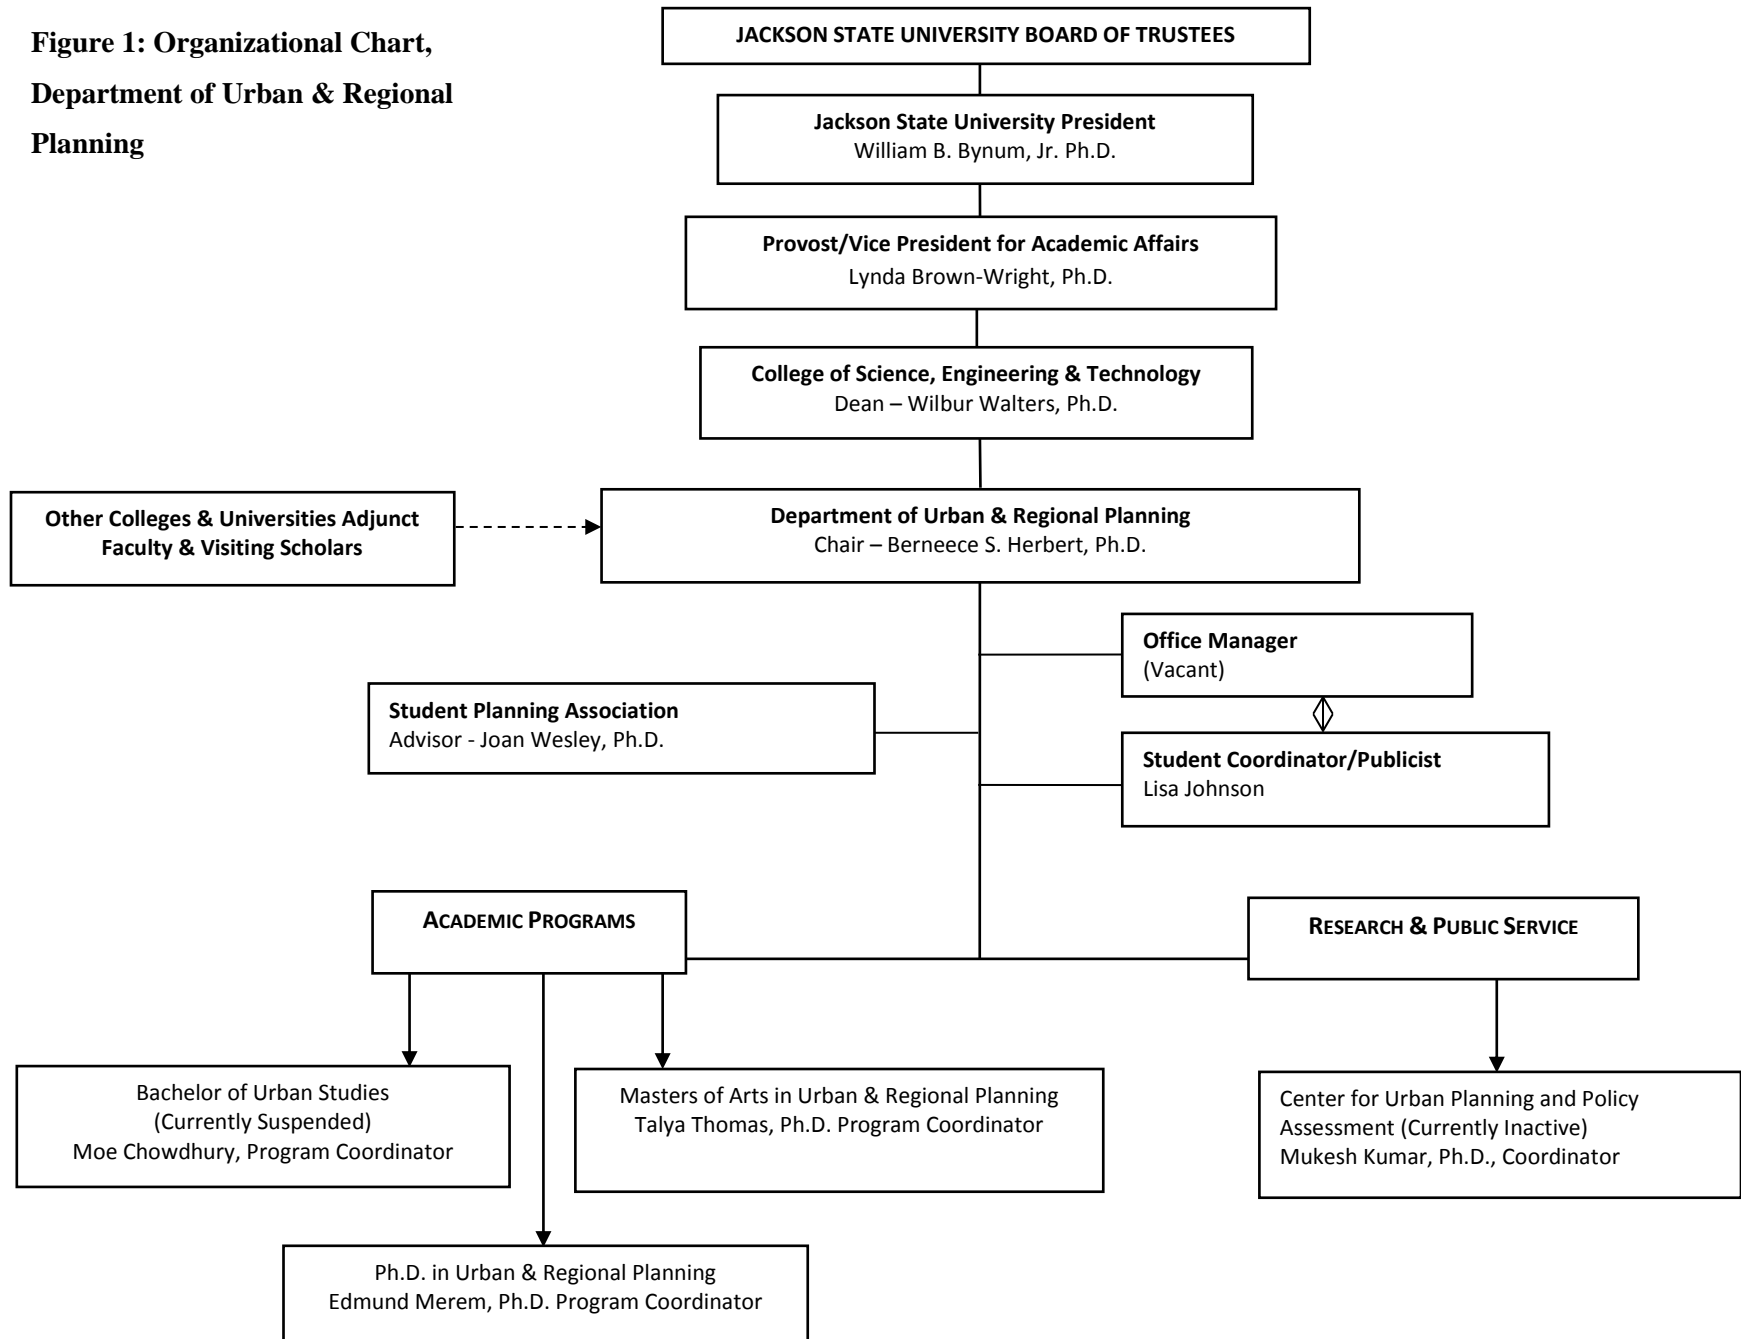 Figure 1: Organizational Chart,
Department of Urban & Regional
Planning
JACKSON STATE UNIVERSITY BOARD OF TRUSTEES
Jackson State University President
William B. Bynum, Jr. Ph.D.
Provost/Vice President for Academic Affairs
Lynda Brown-Wright, Ph.D.
College of Science, Engineering & Technology
Dean – Wilbur Walters, Ph.D.
Other Colleges & Universities Adjunct
Faculty & Visiting Scholars
Department of Urban & Regional Planning
Chair – Berneece S. Herbert, Ph.D.
Office Manager
(Vacant)
Student Planning Association
Advisor - Joan Wesley, Ph.D.
Student Coordinator/Publicist
Lisa Johnson
ACADEMIC PROGRAMS
RESEARCH & PUBLIC SERVICE
Bachelor of Urban Studies
(Currently Suspended)
Moe Chowdhury, Program Coordinator
Masters of Arts in Urban & Regional Planning
Talya Thomas, Ph.D. Program Coordinator
Center for Urban Planning and Policy
Assessment (Currently Inactive)
Mukesh Kumar, Ph.D., Coordinator
Ph.D. in Urban & Regional Planning
Edmund Merem, Ph.D. Program Coordinator